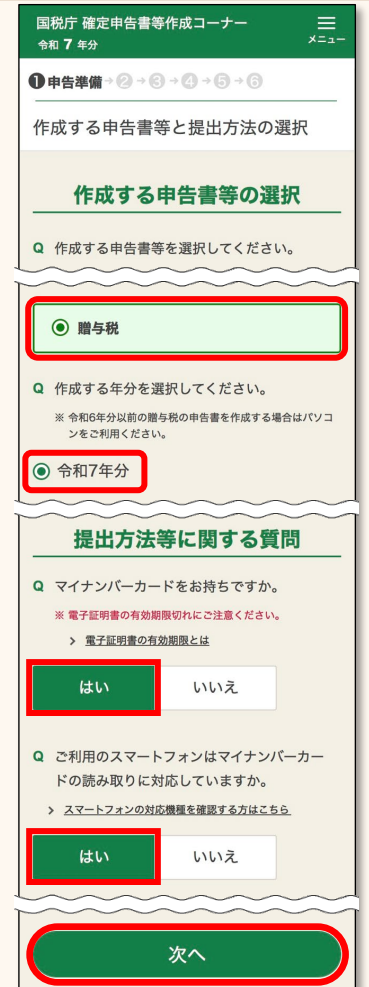 国税庁 確定申告書等作成コーナー
令和 7 年分
メニュー
❶申告準備→❷→❸→❹→❺→❻
作成する申告書等と提出方法の選択
作成する申告書等の選択
Q 作成する申告書等を選択してください。
贈与税
Q 作成する年分を選択してください。
※ 令和6年分以前の贈与税の申告書を作成する場合はパソコ
ンをご利用ください。
令和7年分
提出方法等に関する質問
Q マイナンバーカードをお持ちですか。
※ 電子証明書の有効期限切れにご注意ください。
> 電子証明書の有効期限とは
はい いいえ
Q ご利用のスマートフォンはマイナンバーカー
ドの読み取りに対応していますか。
> スマートフォンの対応機種を確認する方はこちら
はい いいえ
次へ